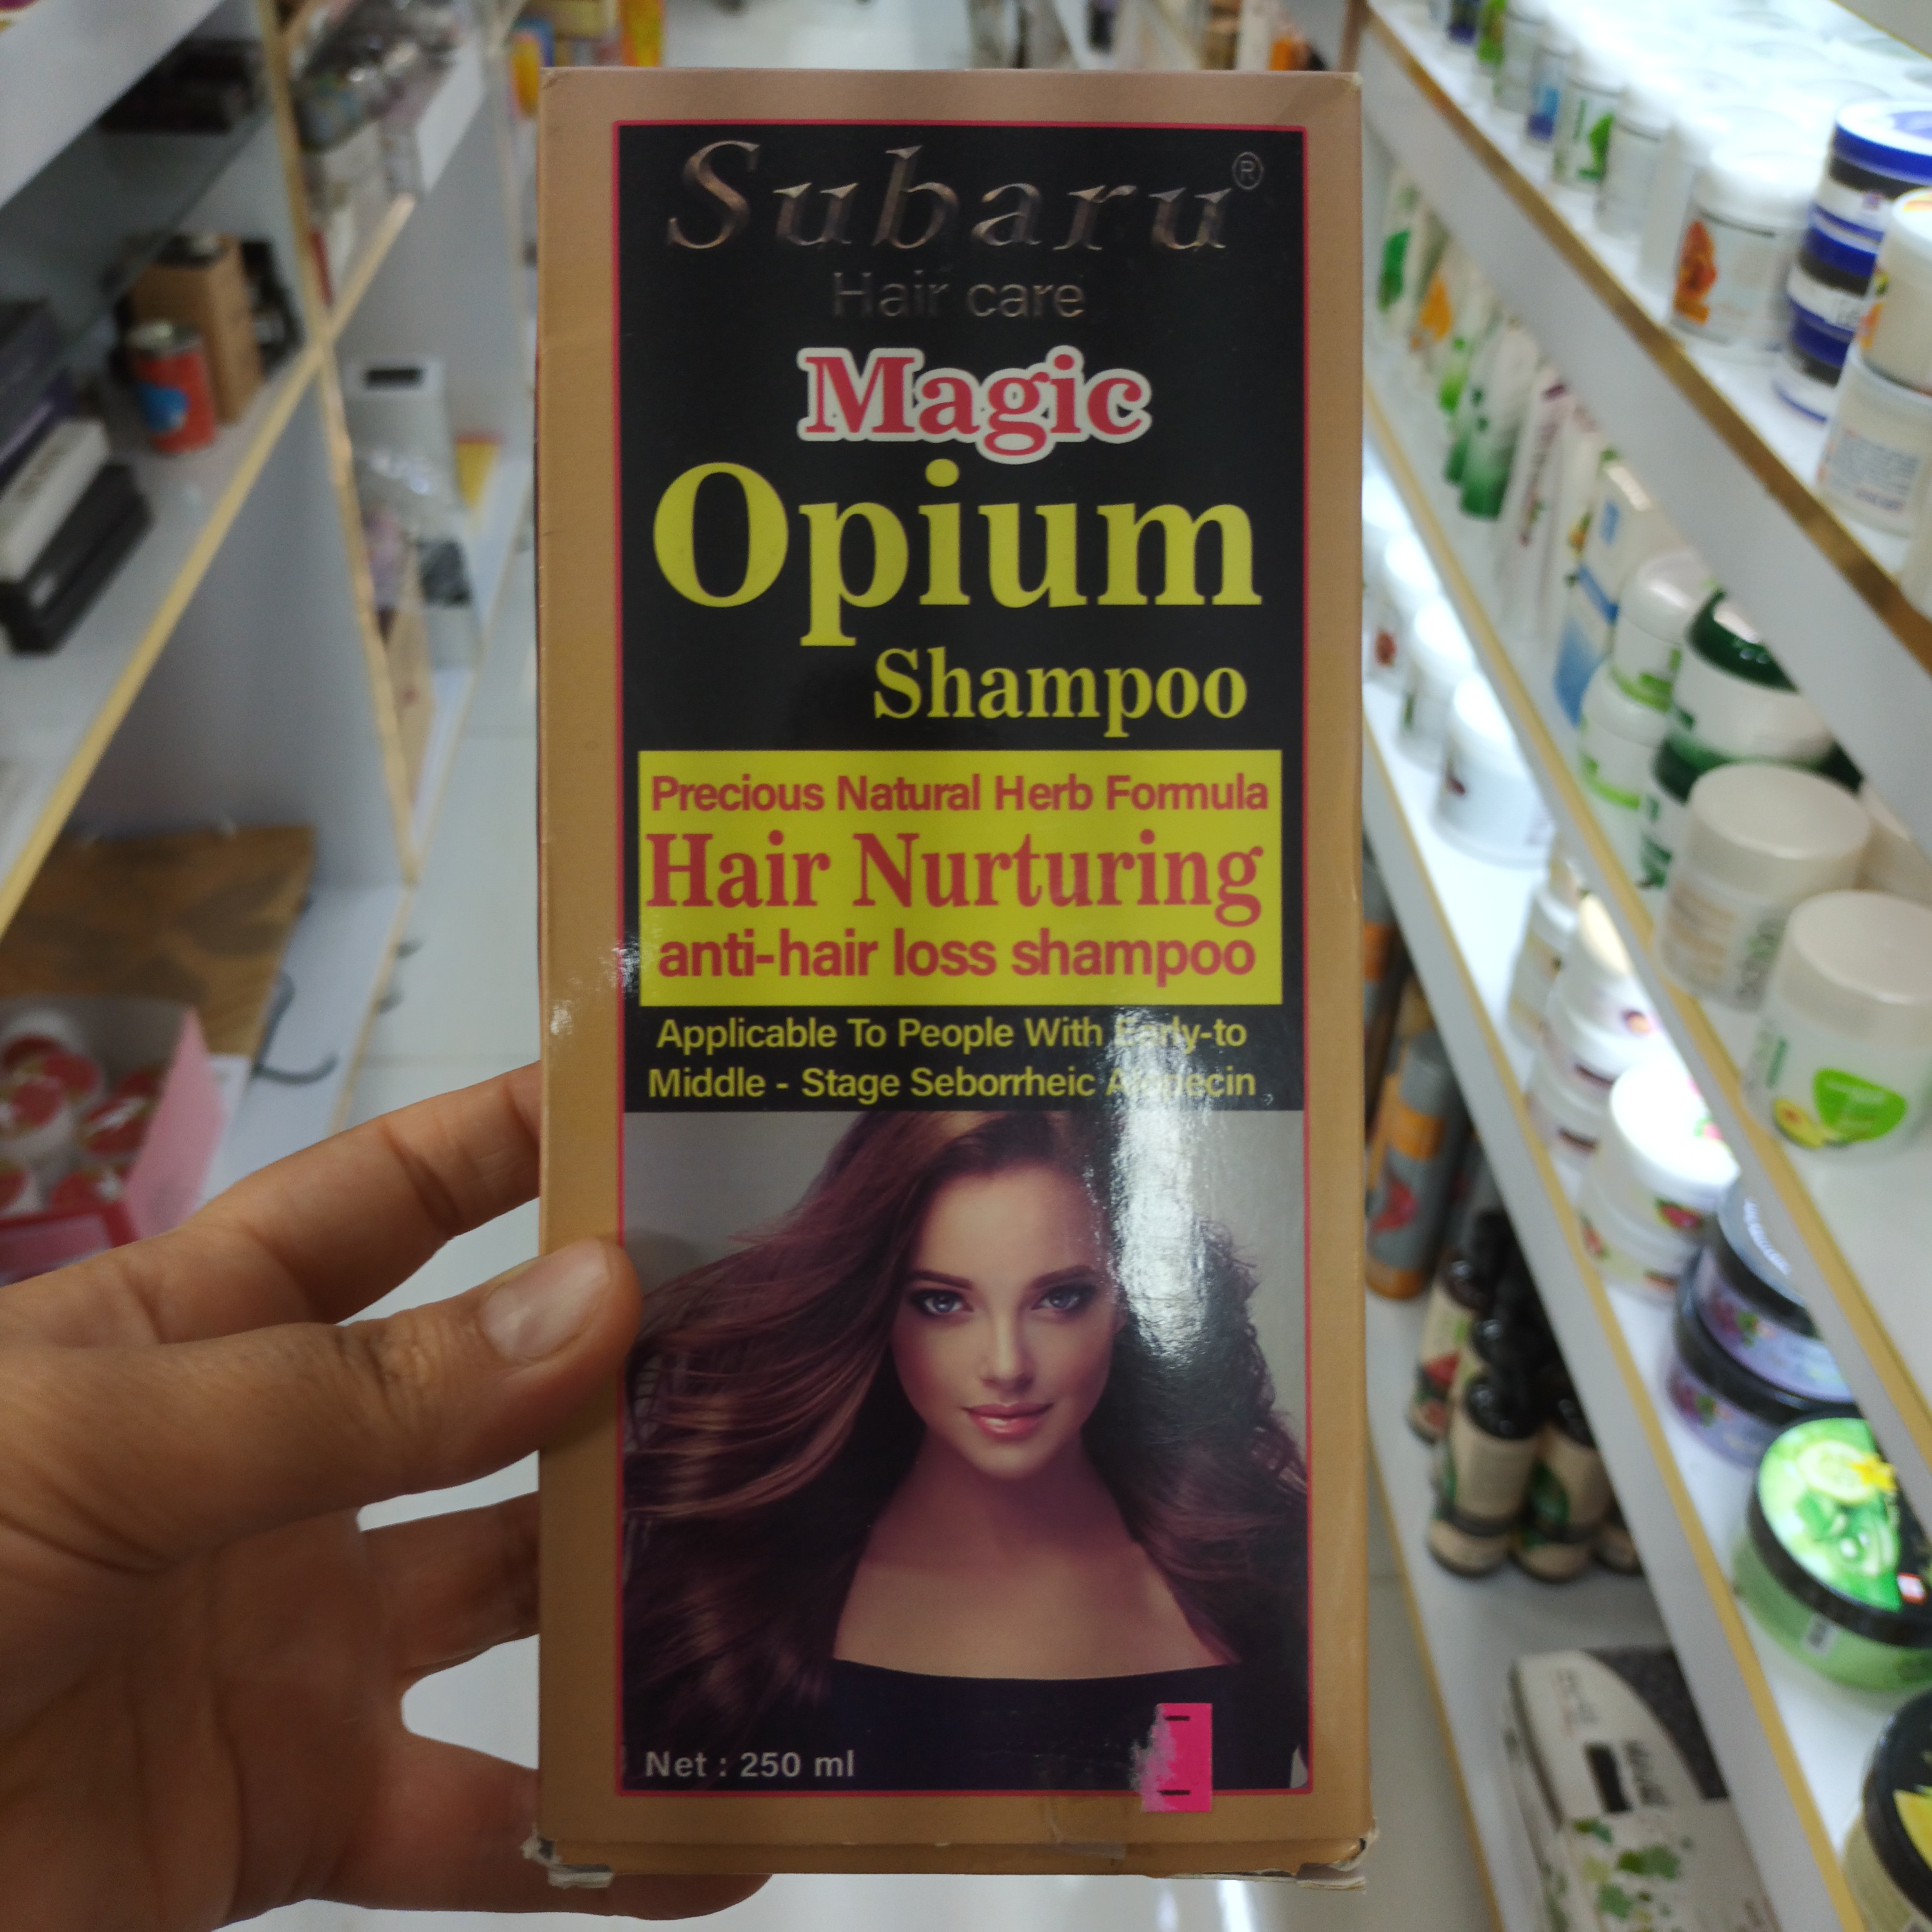 Subaru®
Hair care
Magic
Opium
Shampoo
Precious Natural Herb Formula
Hair Nurturing
anti-hair loss shampoo
Applicable To People With Early-to
Middle - Stage Seborrheic Alopecin
Net : 250 ml